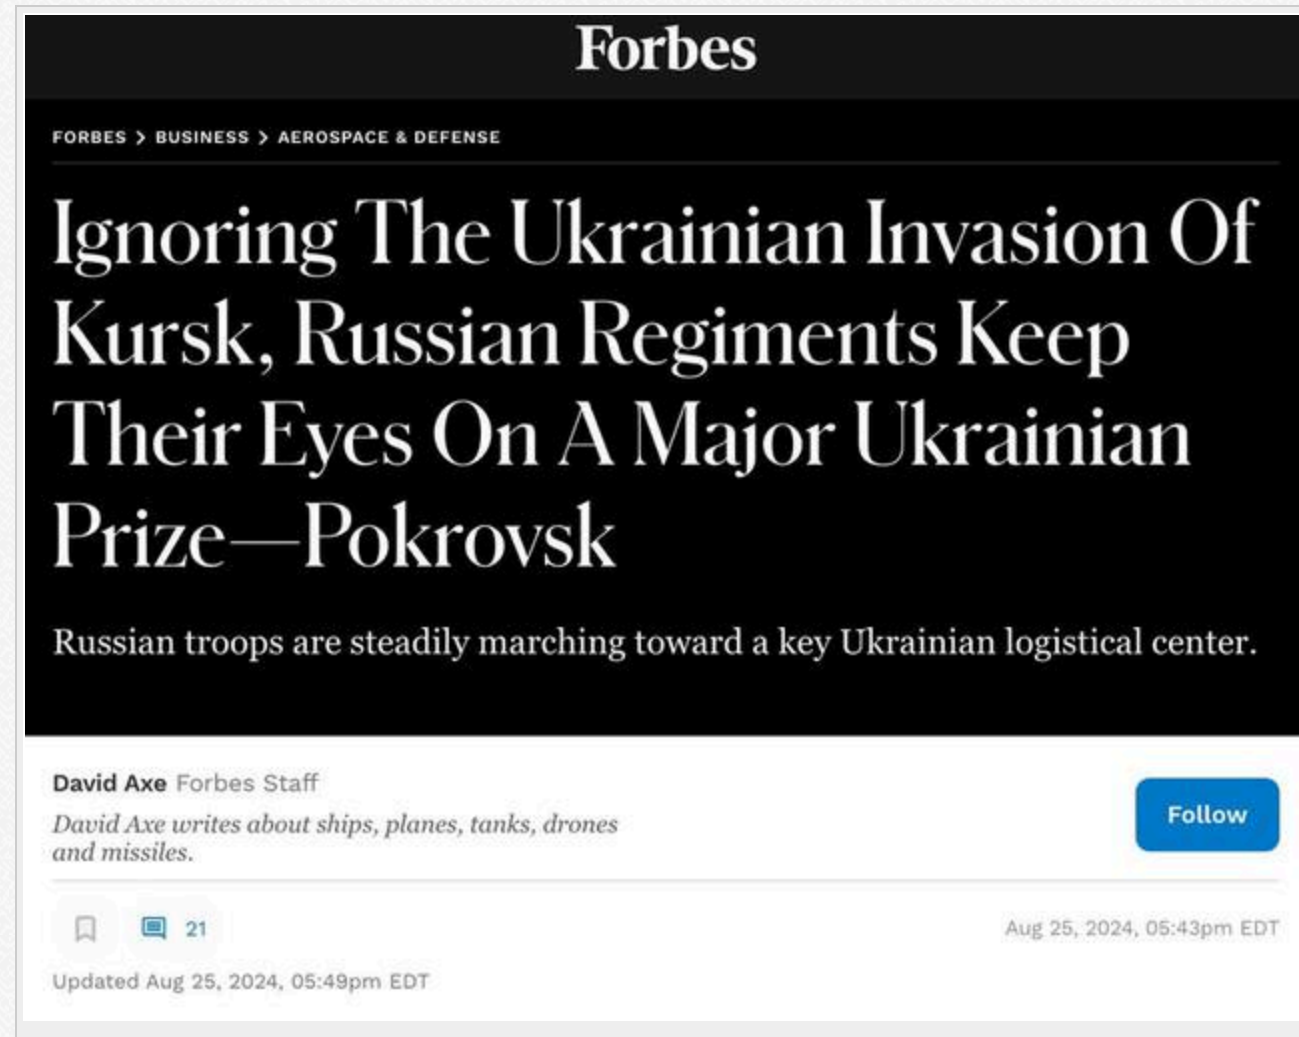 Forbes
FORBES > BUSINESS > AEROSPACE & DEFENSE
Ignoring The Ukrainian Invasion Of
Kursk, Russian Regiments Keep
Their Eyes On A Major Ukrainian
Prize—Pokrovsk
Russian troops are steadily marching toward a key Ukrainian logistical center.
David Axe Forbes Staff
David Axe writes about ships, planes, tanks, drones
and missiles.
Follow
21
Aug 25, 2024, 05:43pm EDT
Updated Aug 25, 2024, 05:49pm EDT